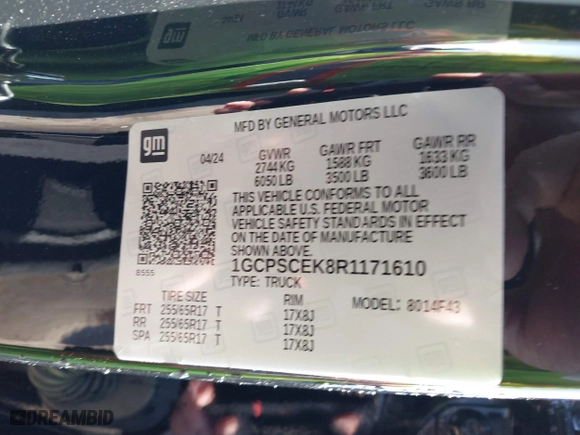 MFD BY GENERAL MOTORS LLC
gm
04/24 GVWR GAWR FRT GAWR RR
2744 KG 1588 KG 1633 KG
6050 LB 3500 LB 3600 LB
THIS VEHICLE CONFORMS TO ALL
APPLICABLE U.S. FEDERAL MOTOR
VEHICLE SAFETY STANDARDS IN EFFECT
ON THE DATE OF MANUFACTURE
SHOWN ABOVE.
8555
1GCPSCEK8R1171610
TYPE: TRUCK
TIRE SIZE RIM MODEL: 8014F43
FRT 255/65R17 T 17X8J
RR 255/65R17 T 17X8J
SPA 255/65R17 T 17X8J
DREAMBID